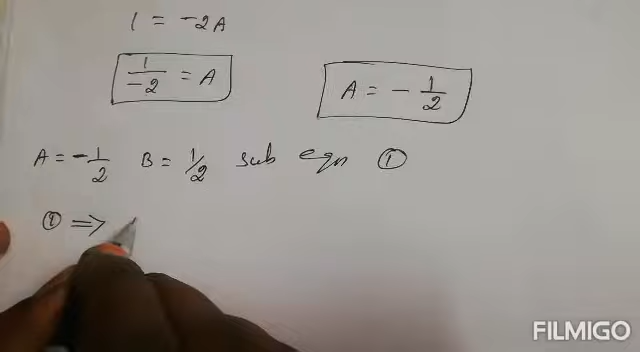 1 = -2A
1/-2 = A
A = - 1/2
A = -1/2 B = 1/2 sub eqn ①
① ⇒
FILMIGO